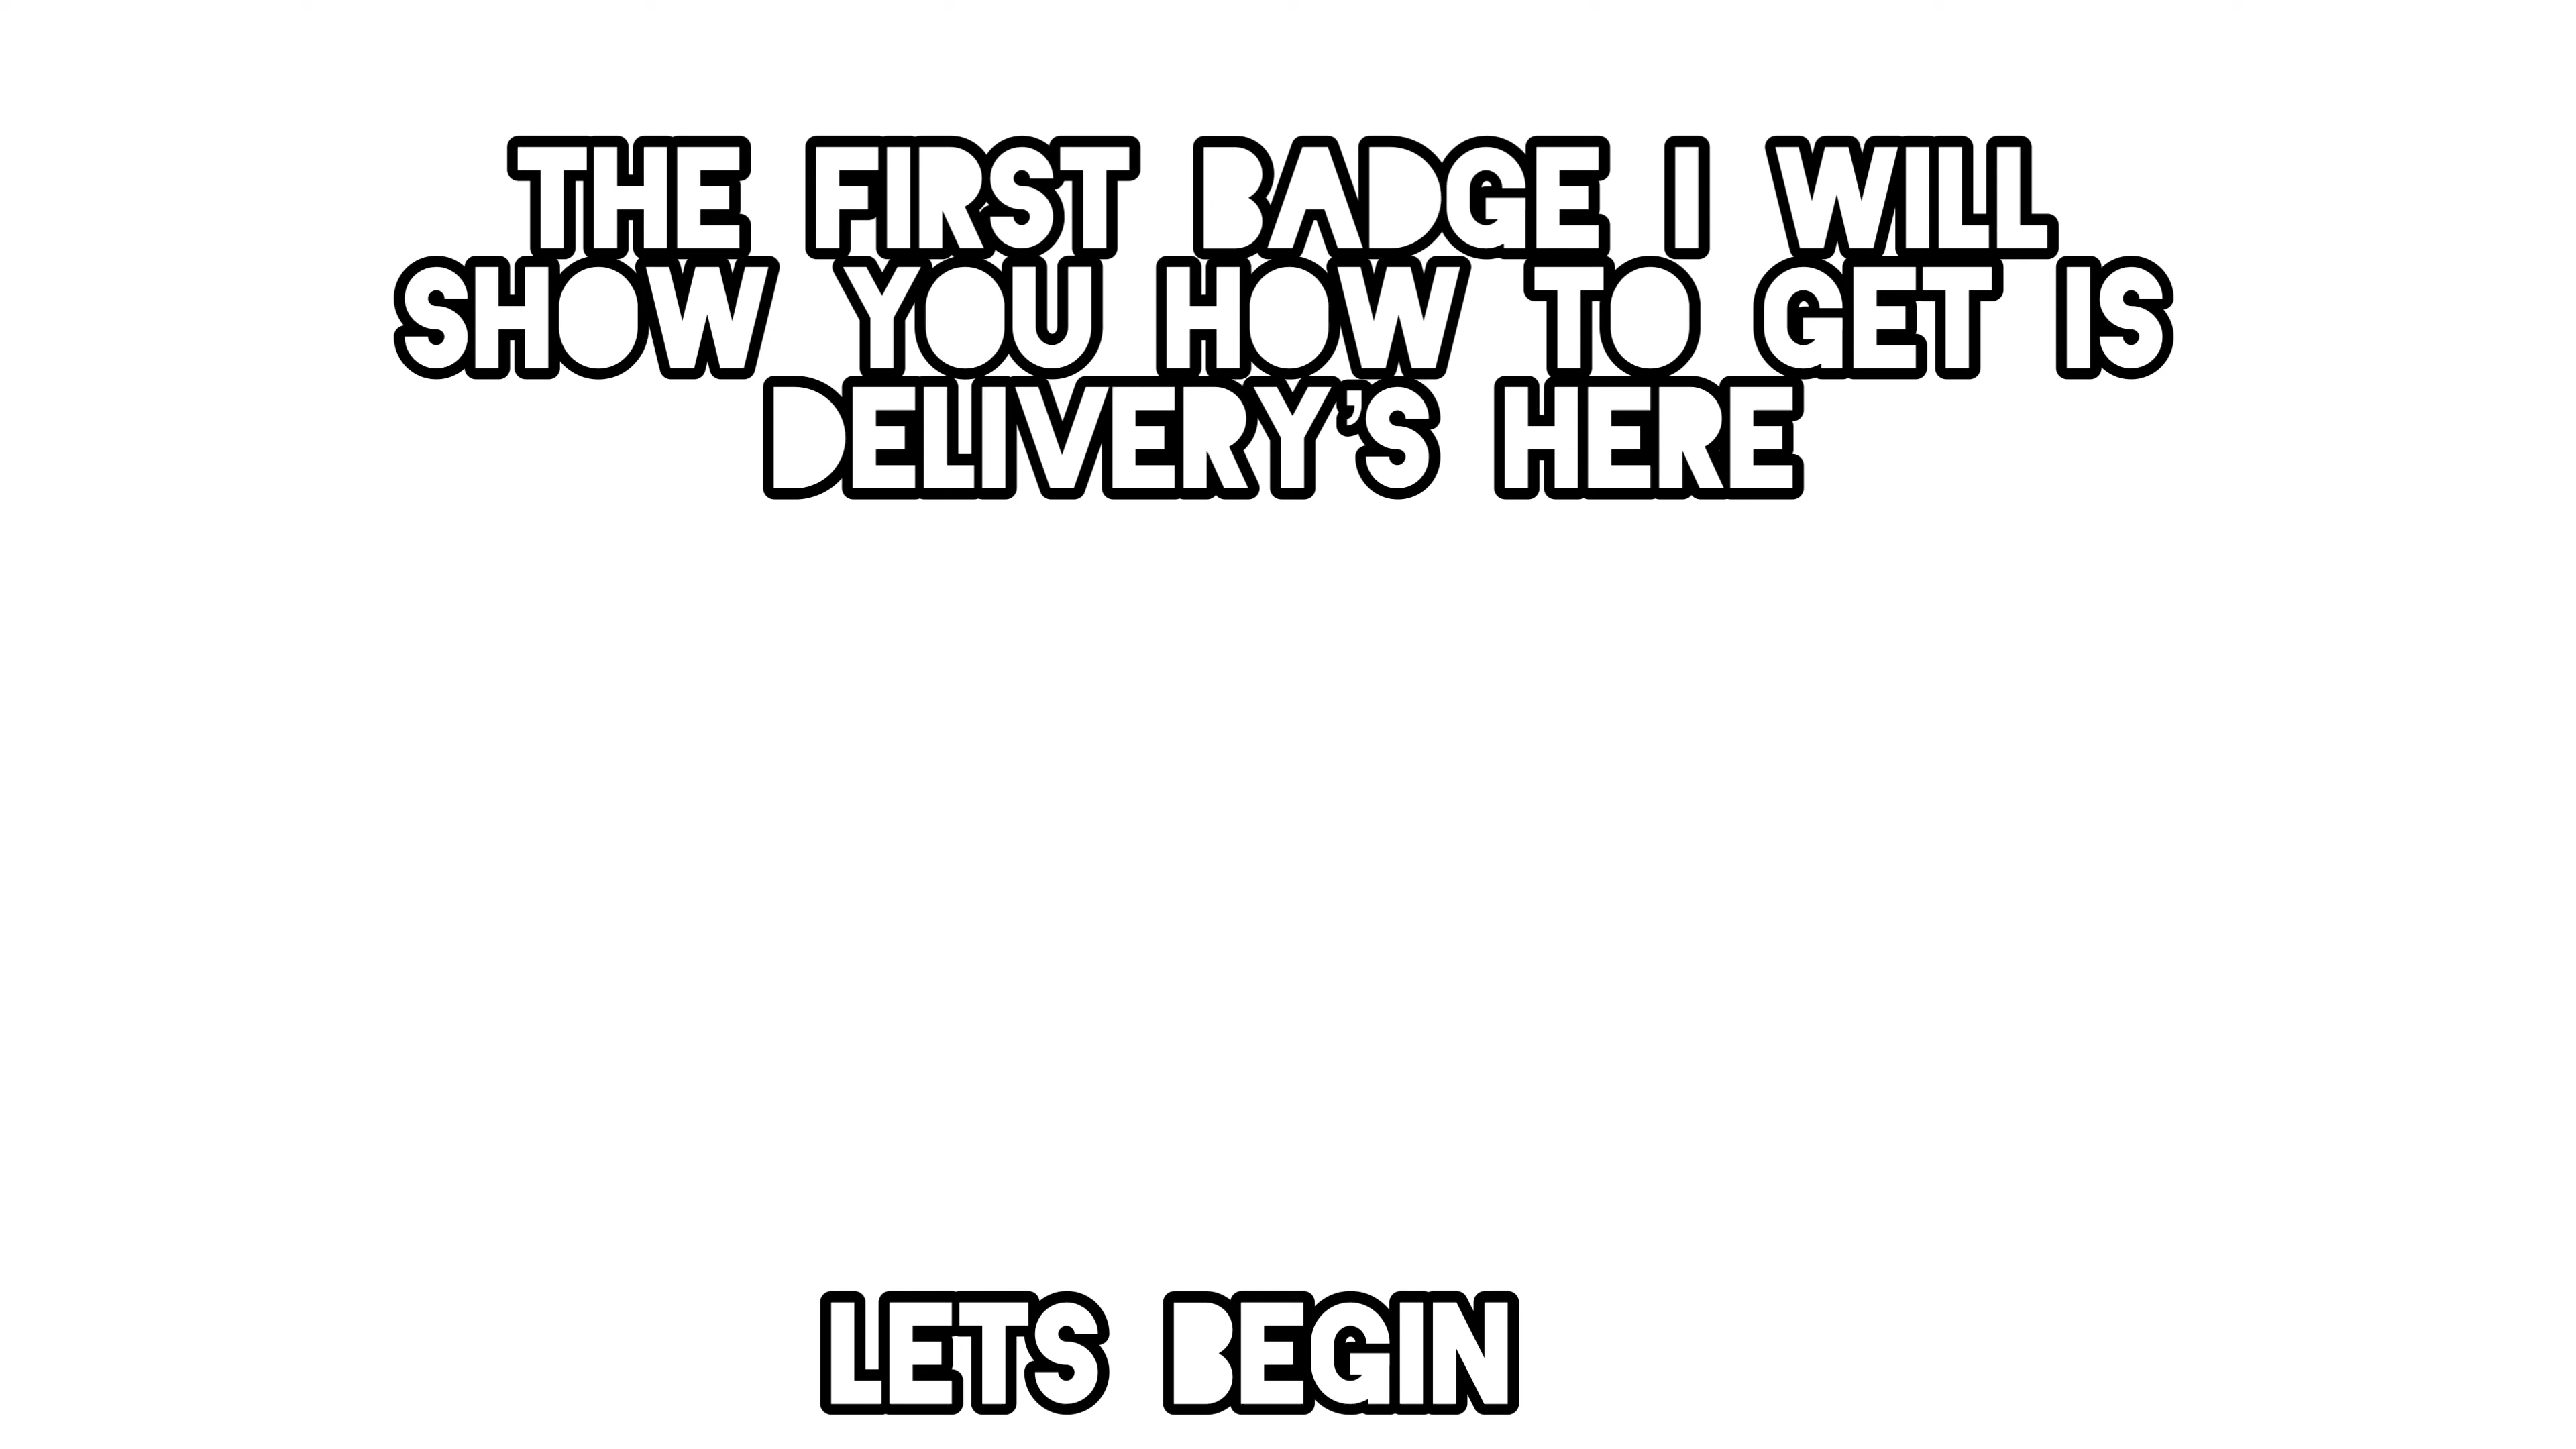 THE FIRST BADGE I WILL
SHOW YOU HOW TO GET IS
DELIVERY'S HERE
LETS BEGIN